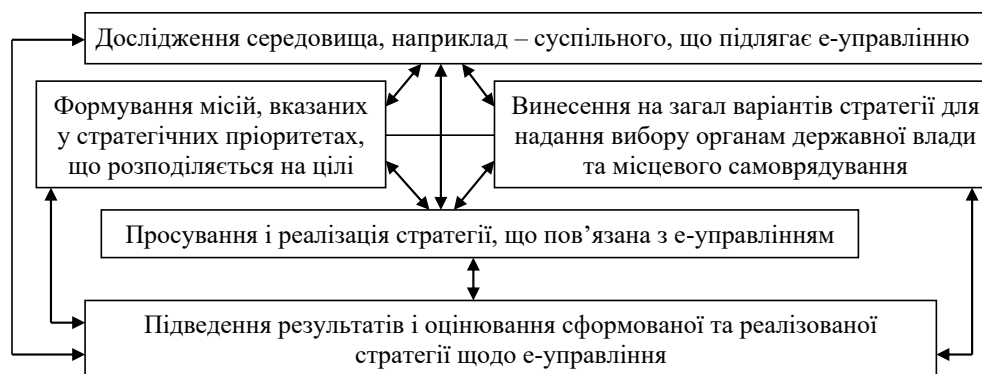 Дослідження середовища, наприклад – суспільного, що підлягає е-управлінню
Формування місій, вказаних
у стратегічних пріоритетах,
що розподіляється на цілі
Винесення на загал варіантів стратегії для
надання вибору органам державної влади
та місцевого самоврядування
Просування і реалізація стратегії, що пов’язана з е-управлінням
Підведення результатів і оцінювання сформованої та реалізованої
стратегії щодо е-управління